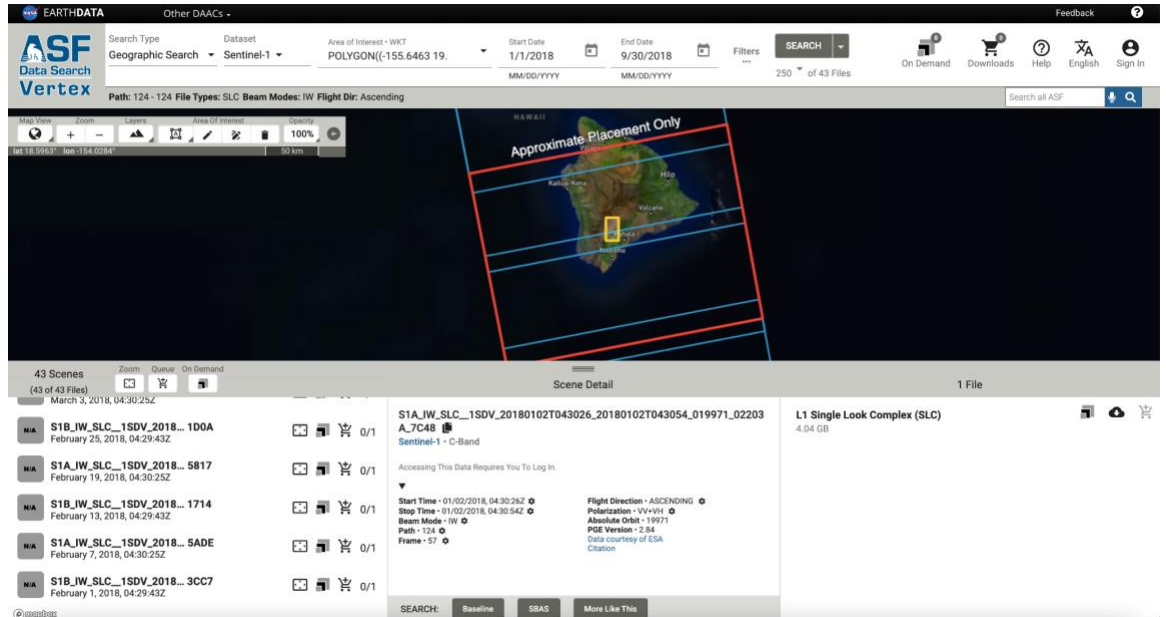 EARTHDATA Other DAACs
Feedback ?
ASF
Data Search
Vertex
Search Type
Geographic Search
Dataset
Sentinel-1
Area of Interest • WKT
POLYGON((-155.6463 19.
Start Date
1/1/2018
MM/DD/YYYY
End Date
9/30/2018
MM/DD/YYYY
Filters
...
SEARCH
250 of 43 Files
On Demand
Downloads
Help
English
Sign In
Path: 124 - 124 File Types: SLC Beam Modes: IW Flight Dir: Ascending
Search all ASF
Map View Zoom Layers Area Of Interest Opacity
+ − 100%
lat 18.5963° lon -154.0284° 50 km
HAWAII
Approximate Placement Only
Kailua-Kona
Hilo
Volcano
Pahala
43 Scenes
(43 of 43 Files)
Zoom Queue On Demand
Scene Detail
1 File
March 3, 2018, 04:30:25Z
N/A S1B_IW_SLC__1SDV_2018... 1D0A 0/1
February 25, 2018, 04:29:43Z
N/A S1A_IW_SLC__1SDV_2018... 5817 0/1
February 19, 2018, 04:30:25Z
N/A S1B_IW_SLC__1SDV_2018... 1714 0/1
February 13, 2018, 04:29:43Z
N/A S1A_IW_SLC__1SDV_2018... 5ADE 0/1
February 7, 2018, 04:30:25Z
N/A S1B_IW_SLC__1SDV_2018... 3CC7 0/1
February 1, 2018, 04:29:43Z
mapbox
S1A_IW_SLC__1SDV_20180102T043026_20180102T043054_019971_02203
A_7C48
Sentinel-1 • C-Band
Accessing This Data Requires You To Log In.
Start Time • 01/02/2018, 04:30:26Z
Stop Time • 01/02/2018, 04:30:54Z
Beam Mode • IW
Path • 124
Frame • 57
Flight Direction • ASCENDING
Polarization • VV+VH
Absolute Orbit • 19971
PGE Version • 2.84
Data courtesy of ESA
Citation
SEARCH: Baseline SBAS More Like This
L1 Single Look Complex (SLC)
4.04 GB